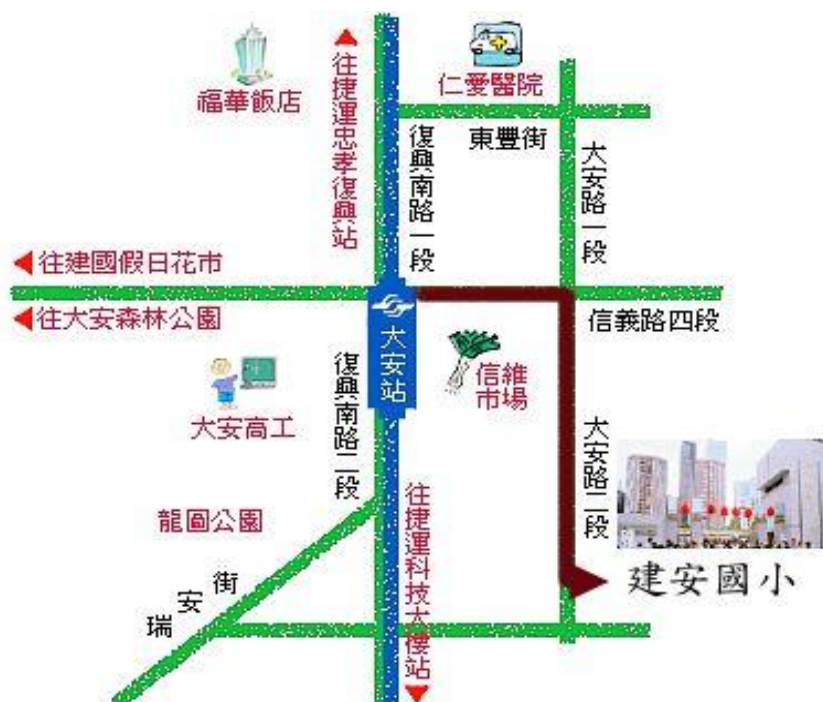 福華飯店
往捷運忠孝復興站
仁愛醫院
東豐街
復興南路一段
大安路一段
往建國假日花市
往大安森林公園
信義路四段
大安站
信維
市場
大安高工
復興南路二段
大安路二段
龍圖公園
往捷運科技大樓站
瑞安街
建安國小